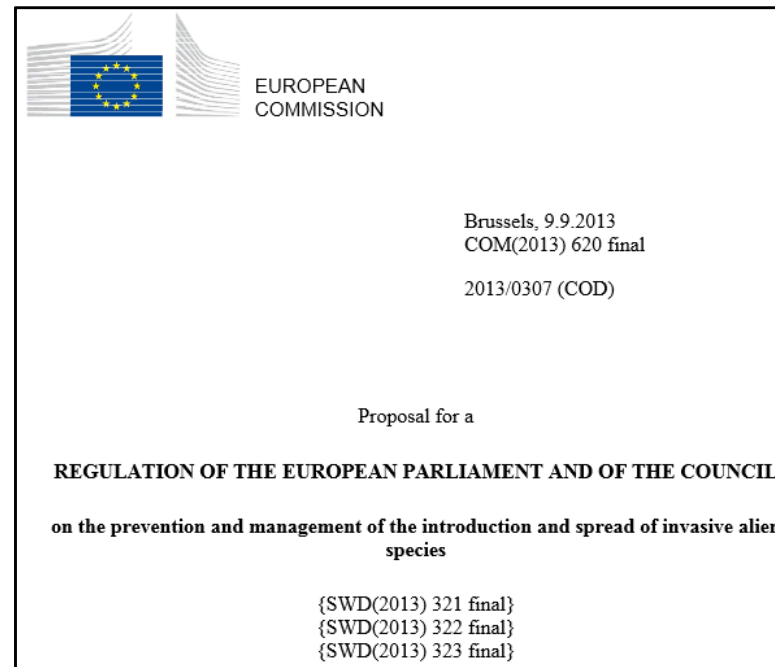 EUROPEAN
COMMISSION
Brussels, 9.9.2013
COM(2013) 620 final
2013/0307 (COD)
Proposal for a
REGULATION OF THE EUROPEAN PARLIAMENT AND OF THE COUNCIL
on the prevention and management of the introduction and spread of invasive alien
species
{SWD(2013) 321 final}
{SWD(2013) 322 final}
{SWD(2013) 323 final}